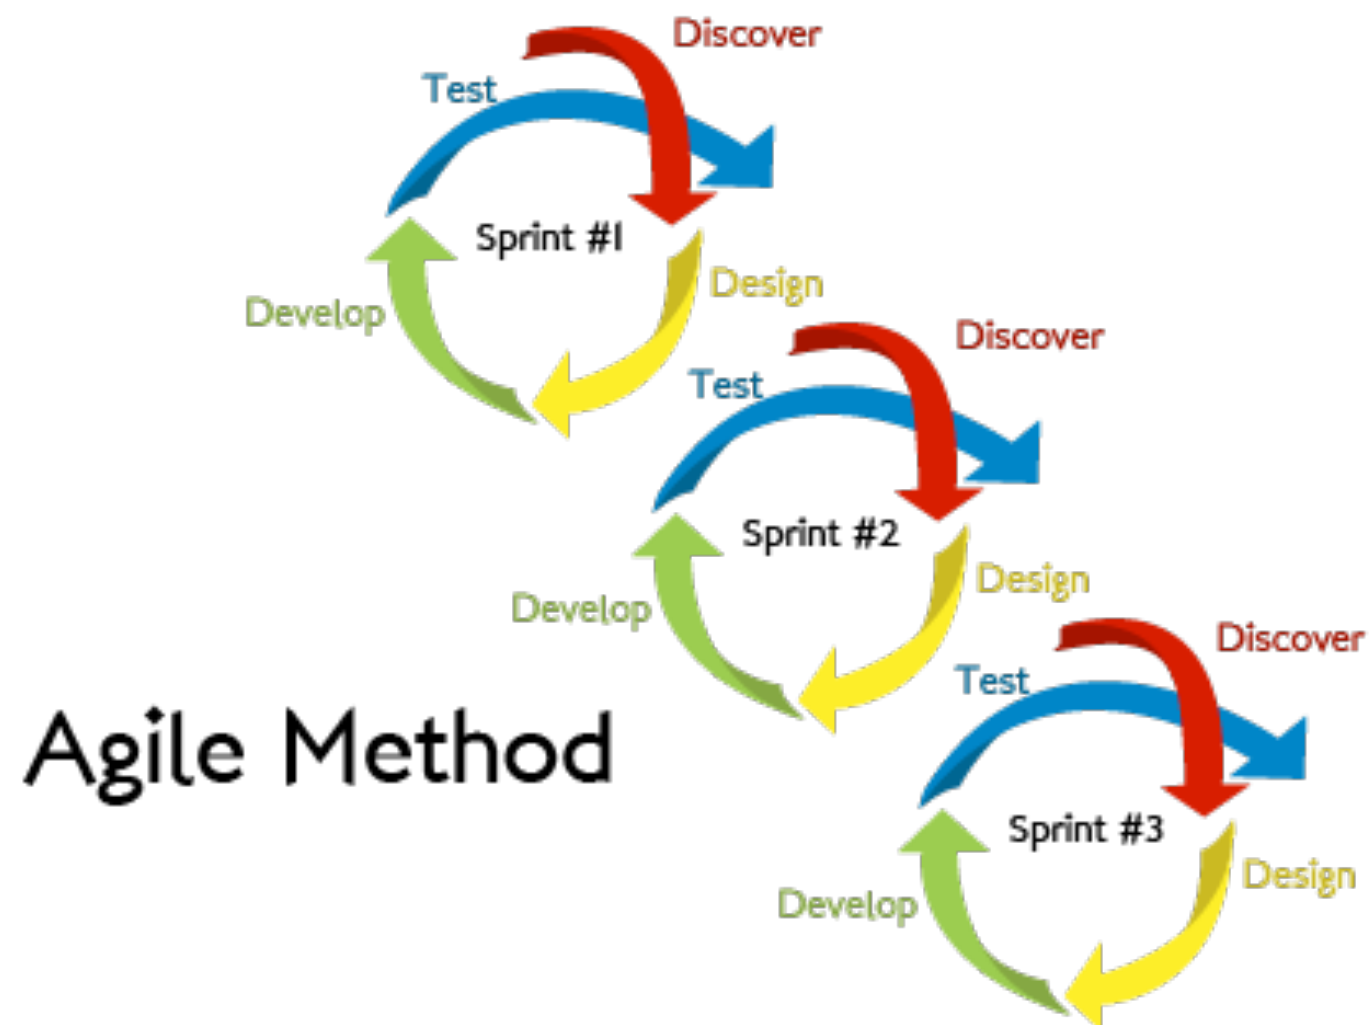 Discover
Test
Sprint #1
Design
Develop
Discover
Test
Sprint #2
Design
Develop
Discover
Test
Agile Method
Sprint #3
Design
Develop